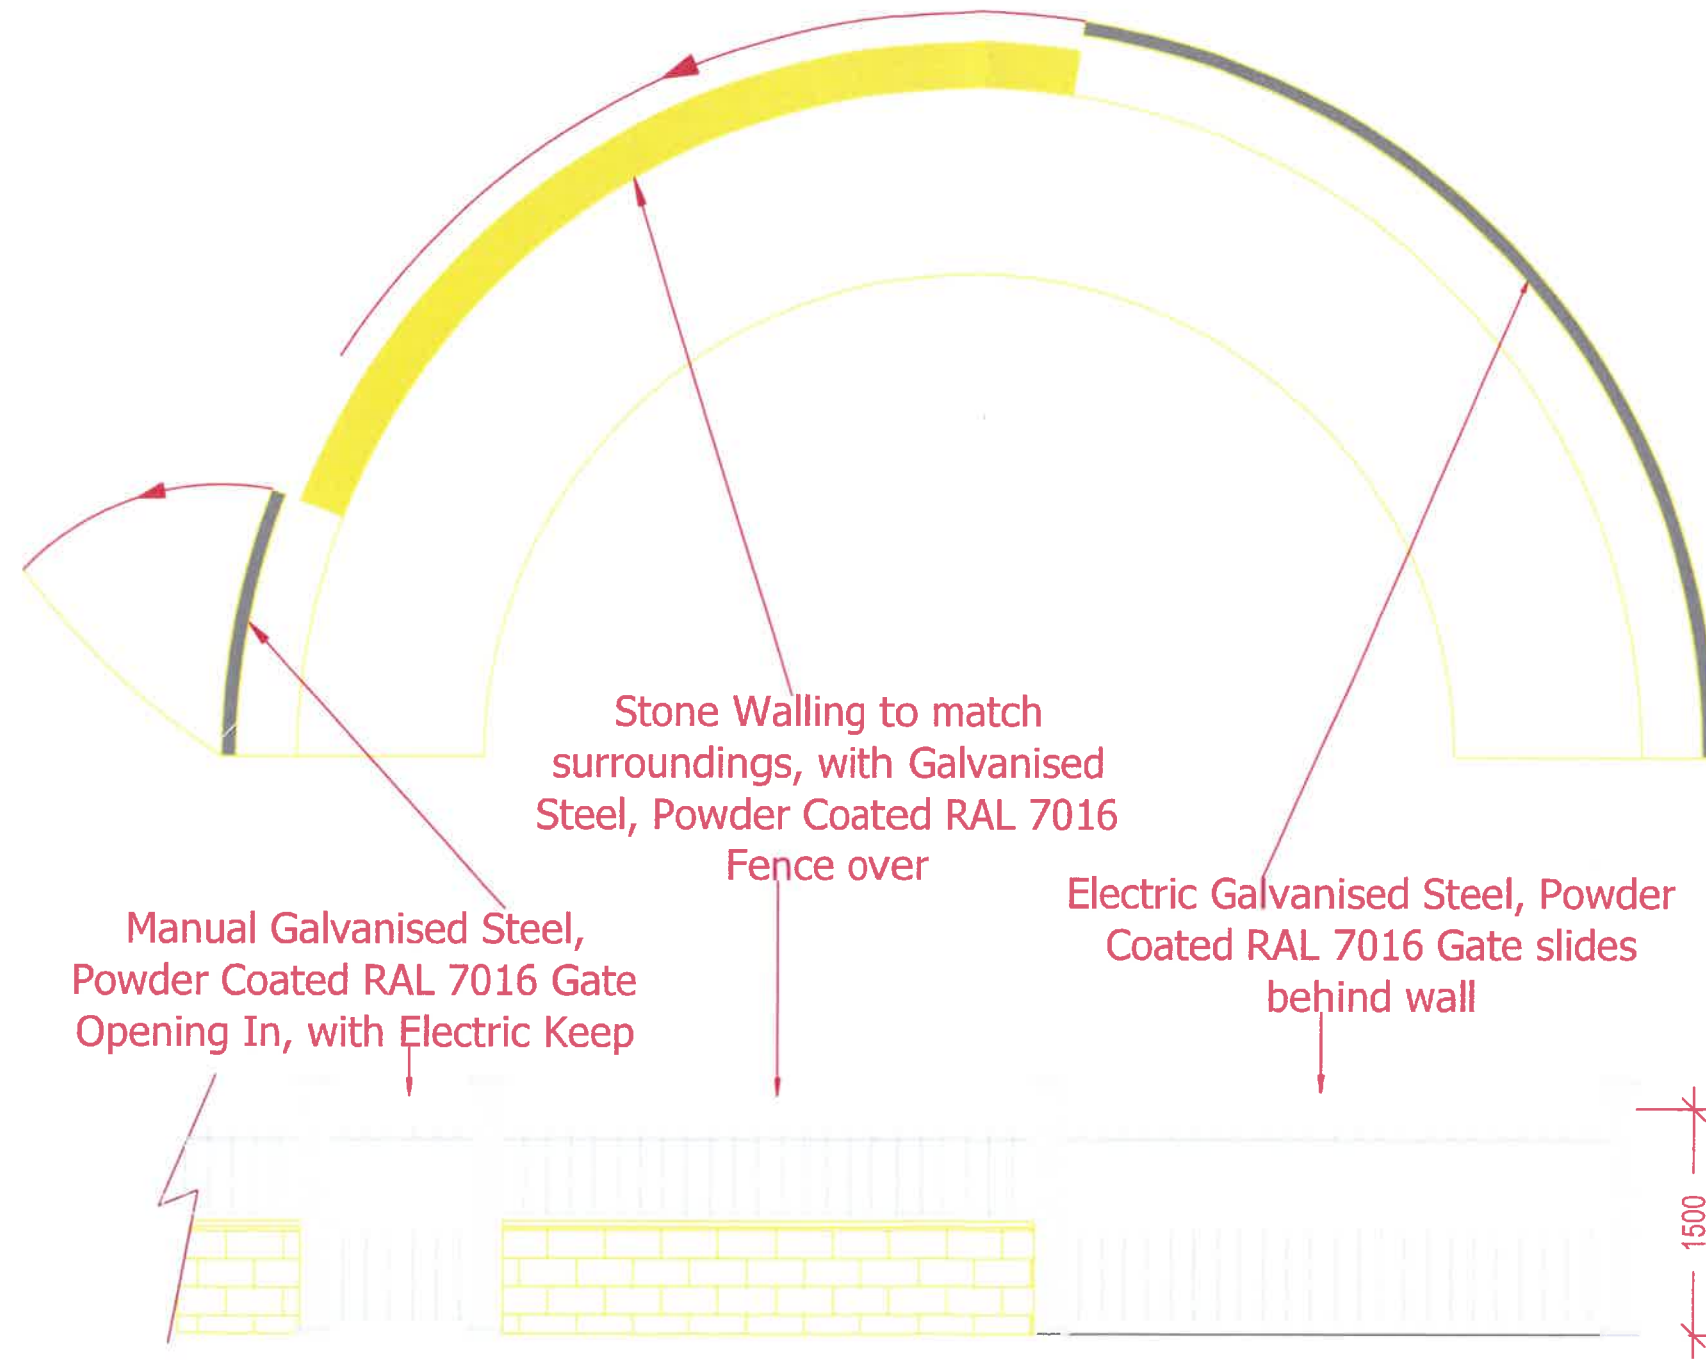 Stone Walling to match
surroundings, with Galvanised
Steel, Powder Coated RAL 7016
Fence over
Manual Galvanised Steel,
Powder Coated RAL 7016 Gate
Opening In, with Electric Keep
Electric Galvanised Steel, Powder
Coated RAL 7016 Gate slides
behind wall
1500